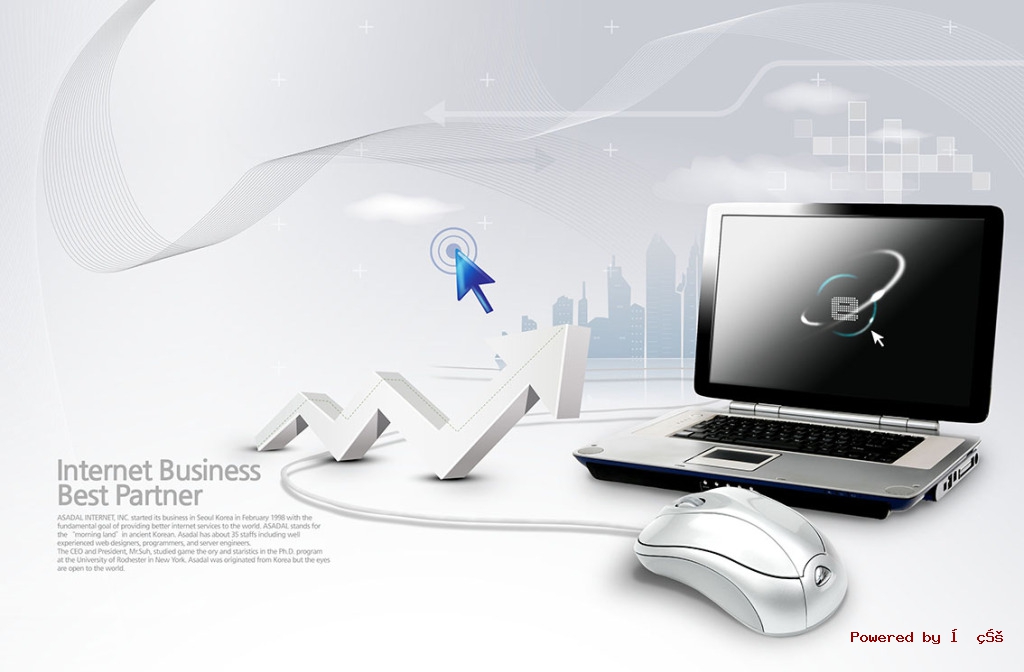 e
Internet Business
Best Partner
ASADAL INTERNET, INC. started its business in Seoul Korea in February 1998 with the
fundamental goal of providing better internet services to the world. ASADAL stands for
the "morning land" in ancient Korean. Asadal has about 35 staffs including well
experienced web designers, programmers, and server engineers.
The CEO and President, Mr.Suh, studied game the ory and staristics in the Ph.D. program
at the University of Rochester in New York. Asadal was originated from Korea but the eyes
are open to the world.
Powered by Í çŚš